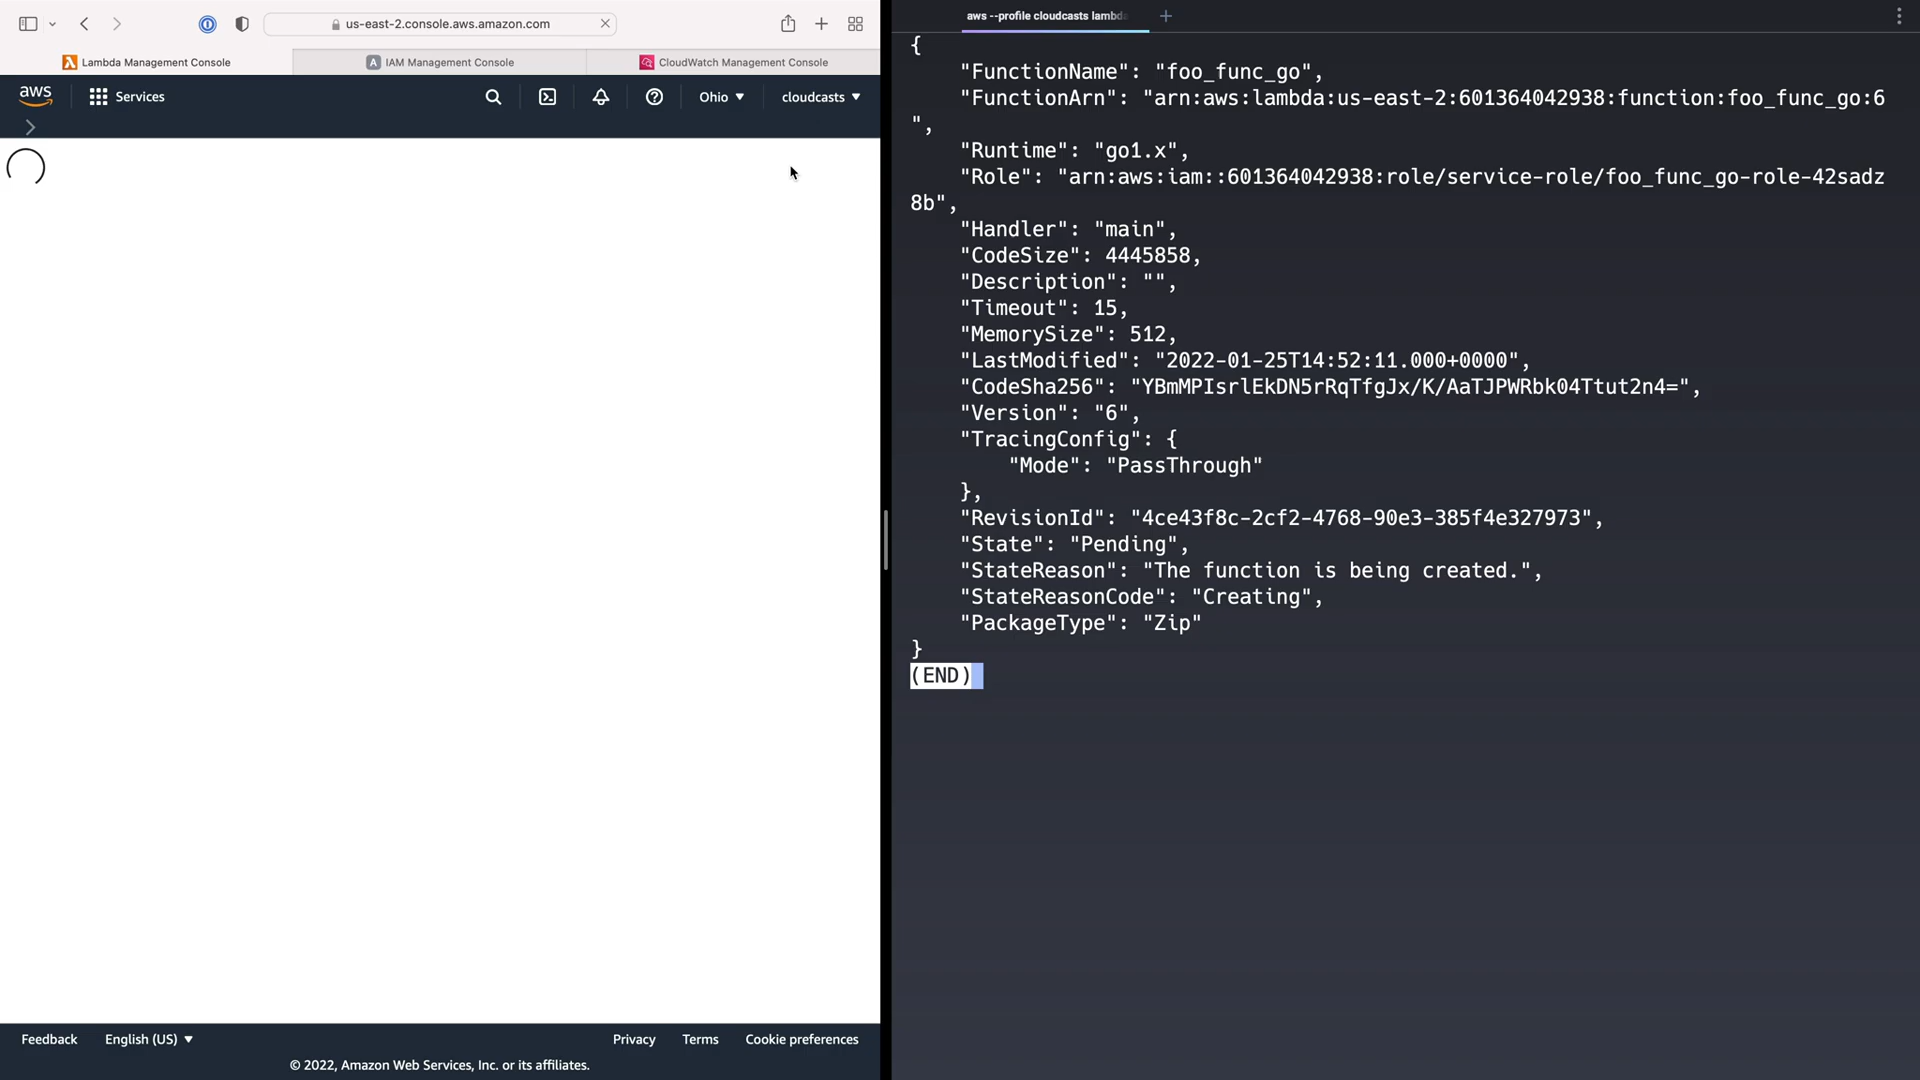 us-east-2.console.aws.amazon.com
Lambda Management Console
IAM Management Console
CloudWatch Management Console
aws
Services
Ohio
cloudcasts
Feedback
English (US)
Privacy
Terms
Cookie preferences
© 2022, Amazon Web Services, Inc. or its affiliates.
aws --profile cloudcasts lambda
{
"FunctionName": "foo_func_go",
"FunctionArn": "arn:aws:lambda:us-east-2:601364042938:function:foo_func_go:6
",
"Runtime": "go1.x",
"Role": "arn:aws:iam::601364042938:role/service-role/foo_func_go-role-42sadz
8b",
"Handler": "main",
"CodeSize": 4445858,
"Description": "",
"Timeout": 15,
"MemorySize": 512,
"LastModified": "2022-01-25T14:52:11.000+0000",
"CodeSha256": "YBmMPIsrlEkDN5rRqTfgJx/K/AaTJPWRbk04Ttut2n4=",
"Version": "6",
"TracingConfig": {
"Mode": "PassThrough"
},
"RevisionId": "4ce43f8c-2cf2-4768-90e3-385f4e327973",
"State": "Pending",
"StateReason": "The function is being created.",
"StateReasonCode": "Creating",
"PackageType": "Zip"
}
(END)